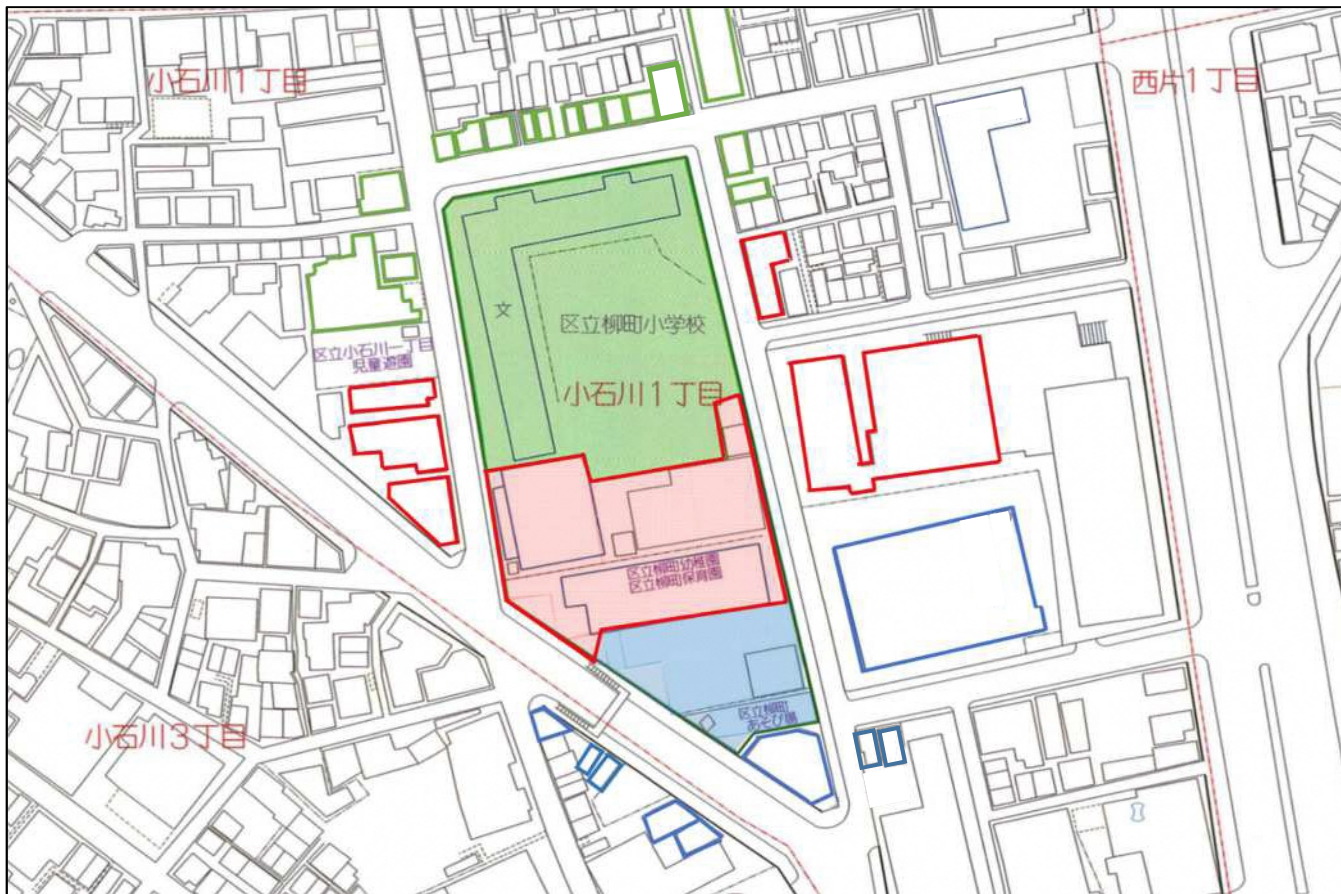 小石川1丁目
西片1丁目
文
区立柳町小学校
区立小石川一丁目
児童遊園
小石川1丁目
区立柳町幼稚園
区立柳町保育園
区立柳町
あそび場
小石川3丁目